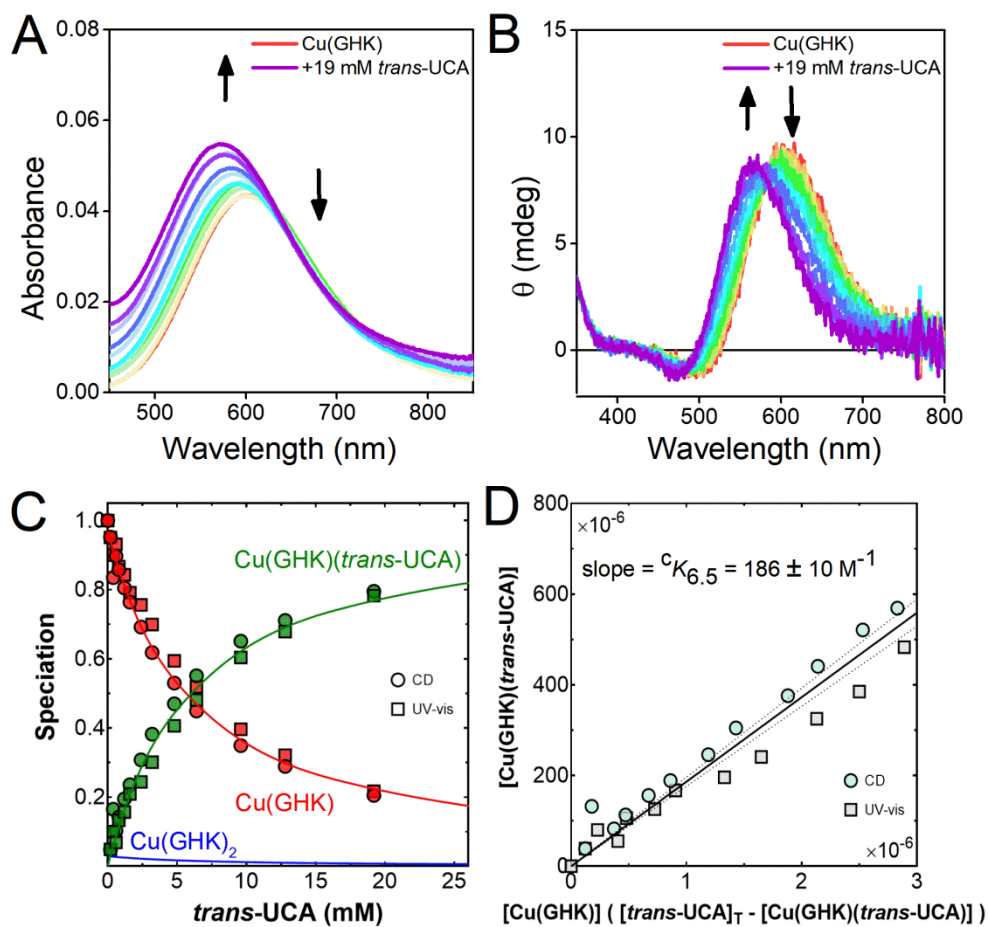 A
Cu(GHK)
+19 mM trans-UCA
0.08
0.06
0.04
0.02
0.00
Absorbance
500 600 700 800
Wavelength (nm)
B
Cu(GHK)
+19 mM trans-UCA
15
10
5
0
θ (mdeg)
400 500 600 700 800
Wavelength (nm)
C
1.0
0.8
0.6
0.4
0.2
Speciation
Cu(GHK)(trans-UCA)
CD
UV-vis
Cu(GHK)
Cu(GHK)₂
0 5 10 15 20 25
trans-UCA (mM)
D
800
600
400
200
0
×10⁻⁶
slope = ᶜK₆.₅ = 186 ± 10 M⁻¹
[Cu(GHK)(trans-UCA)]
CD
UV-vis
×10⁻⁶
0 1 2 3
[Cu(GHK)] ( [trans-UCA]T - [Cu(GHK)(trans-UCA)] )